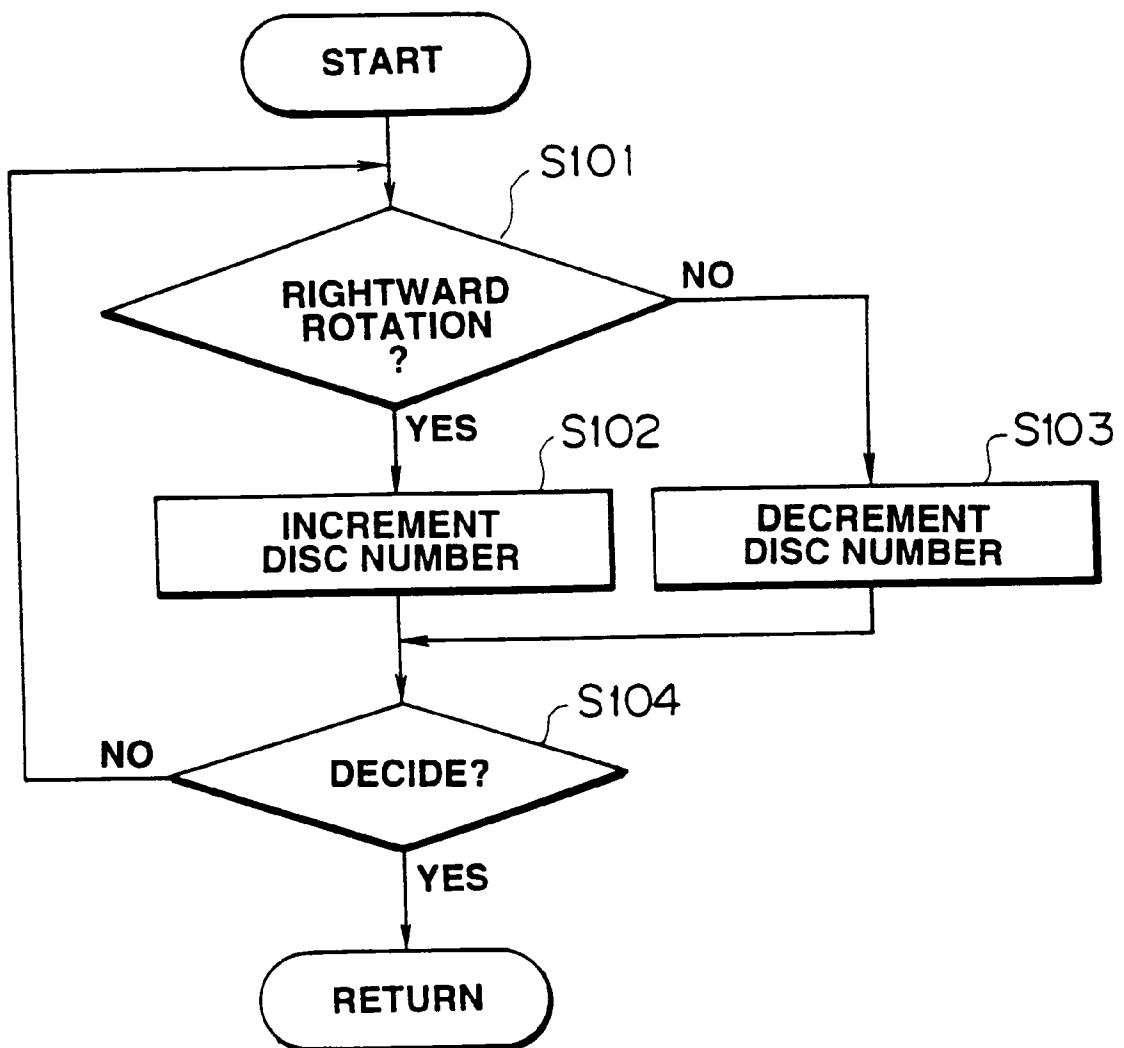 START
S101
RIGHTWARD
ROTATION
?
NO
YES
S102
S103
INCREMENT
DISC NUMBER
DECREMENT
DISC NUMBER
S104
NO
DECIDE?
YES
RETURN